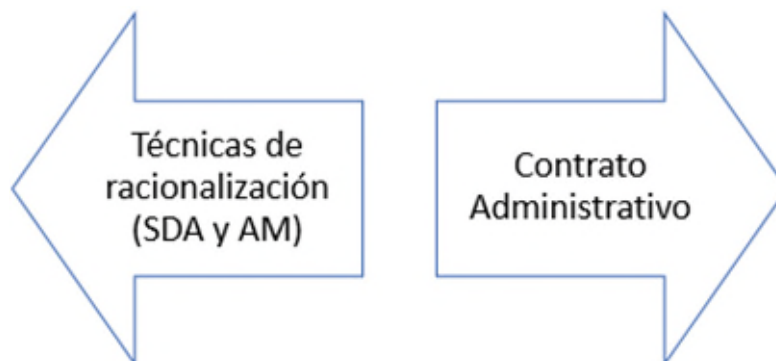 Técnicas de
racionalización
(SDA y AM)
Contrato
Administrativo